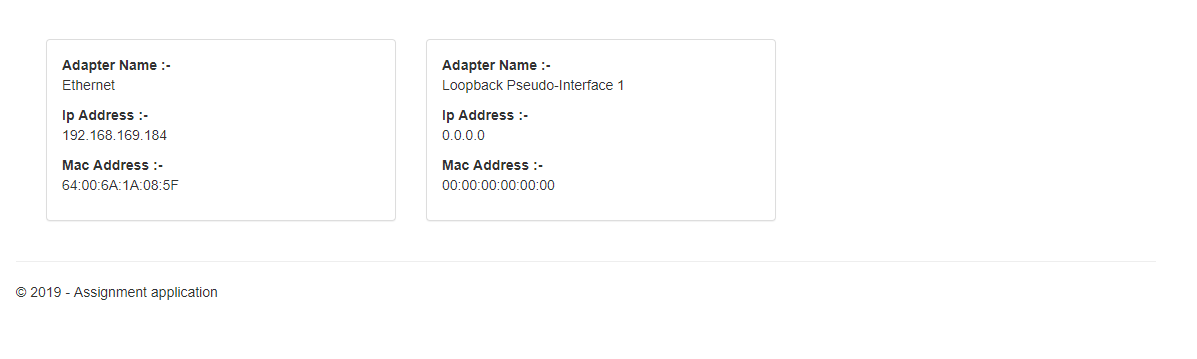 Adapter Name :-
Ethernet
Ip Address :-
192.168.169.184
Mac Address :-
64:00:6A:1A:08:5F
Adapter Name :-
Loopback Pseudo-Interface 1
Ip Address :-
0.0.0.0
Mac Address :-
00:00:00:00:00:00
© 2019 - Assignment application